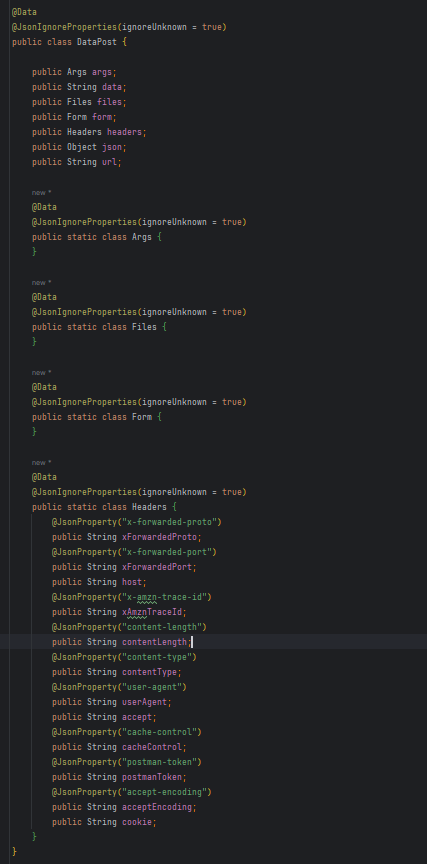 @Data
@JsonIgnoreProperties(ignoreUnknown = true)
public class DataPost {
public Args args;
public String data;
public Files files;
public Form form;
public Headers headers;
public Object json;
public String url;
new *
@Data
@JsonIgnoreProperties(ignoreUnknown = true)
public static class Args {
}
new *
@Data
@JsonIgnoreProperties(ignoreUnknown = true)
public static class Files {
}
new *
@Data
@JsonIgnoreProperties(ignoreUnknown = true)
public static class Form {
}
new *
@Data
@JsonIgnoreProperties(ignoreUnknown = true)
public static class Headers {
@JsonProperty("x-forwarded-proto")
public String xForwardedProto;
@JsonProperty("x-forwarded-port")
public String xForwardedPort;
public String host;
@JsonProperty("x-amzn-trace-id")
public String xAmznTraceId;
@JsonProperty("content-length")
public String contentLength;
@JsonProperty("content-type")
public String contentType;
@JsonProperty("user-agent")
public String userAgent;
public String accept;
@JsonProperty("cache-control")
public String cacheControl;
@JsonProperty("postman-token")
public String postmanToken;
@JsonProperty("accept-encoding")
public String acceptEncoding;
public String cookie;
}
}